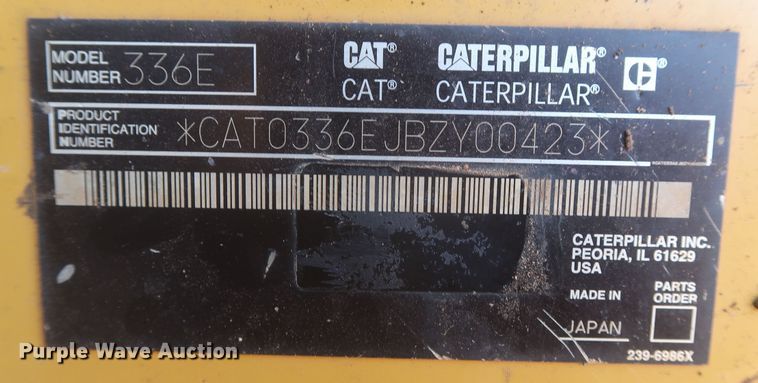 MODEL NUMBER 336E
CAT® CATERPILLAR® C®
CAT® CATERPILLAR®
PRODUCT IDENTIFICATION NUMBER *CAT0336EJBZY00423*
CATERPILLAR INC.
PEORIA, IL 61629
USA
MADE IN PARTS ORDER
JAPAN
Purple Wave Auction
239-6986X